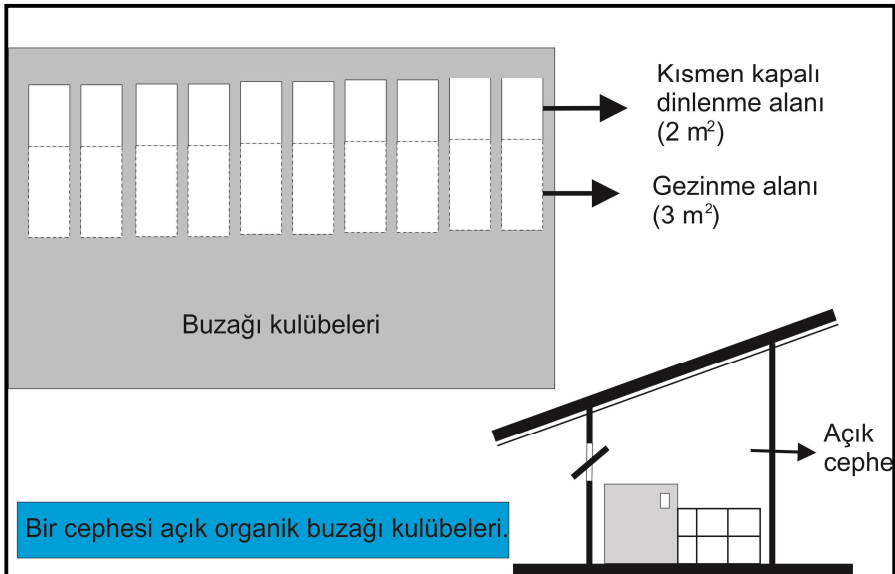 Kısmen kapalı
dinlenme alanı
(2 m²)
Gezinme alanı
(3 m²)
Buzağı kulübeleri
Açık
cephe
Bir cephesi açık organik buzağı kulübeleri.